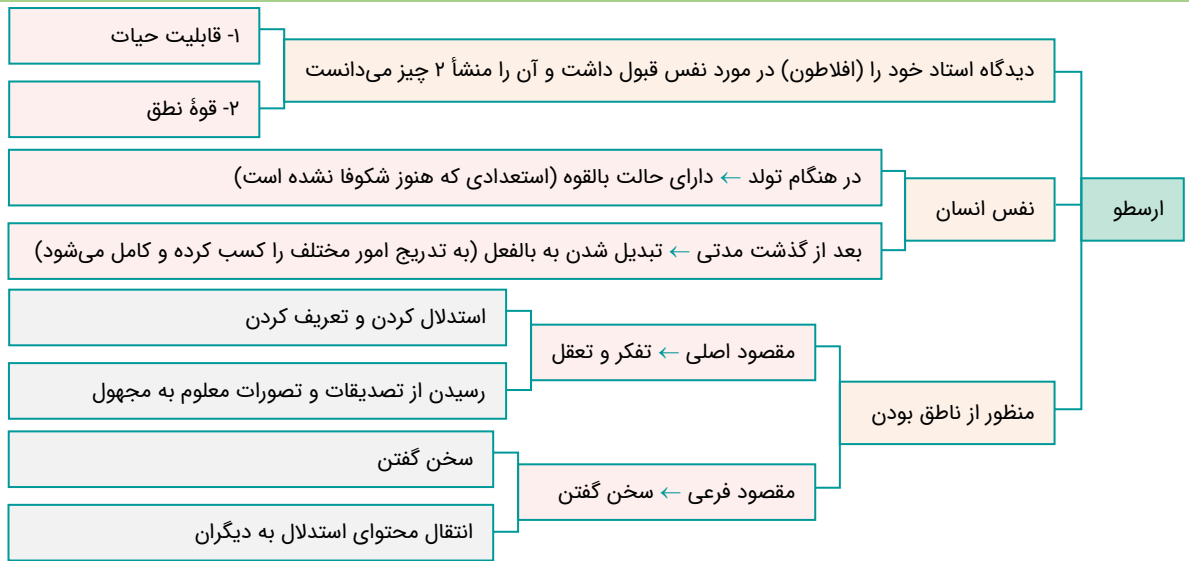 ارسطو
دیدگاه استاد خود را (افلاطون) در مورد نفس قبول داشت و آن را منشأ ۲ چیز می‌دانست
۱- قابلیت حیات
۲- قوهٔ نطق
نفس انسان
در هنگام تولد ← دارای حالت بالقوه (استعدادی که هنوز شکوفا نشده است)
بعد از گذشت مدتی ← تبدیل شدن به بالفعل (به تدریج امور مختلف را کسب کرده و کامل می‌شود)
منظور از ناطق بودن
مقصود اصلی ← تفکر و تعقل
استدلال کردن و تعریف کردن
رسیدن از تصدیقات و تصورات معلوم به مجهول
مقصود فرعی ← سخن گفتن
سخن گفتن
انتقال محتوای استدلال به دیگران